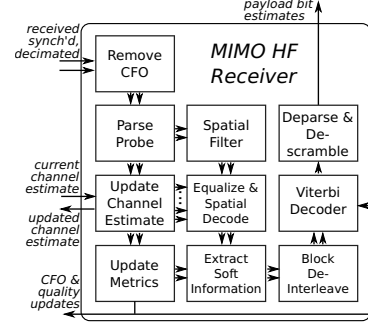 payload bit
estimates
received
synch'd,
decimated
Remove
CFO
MIMO HF
Receiver
Parse
Probe
Spatial
Filter
Deparse &
De-
scramble
current
channel
estimate
Update
Channel
Estimate
Equalize &
Spatial
Decode
Viterbi
Decoder
updated
channel
estimate
CFO &
quality
updates
Update
Metrics
Extract
Soft
Information
Block
De-
Interleave